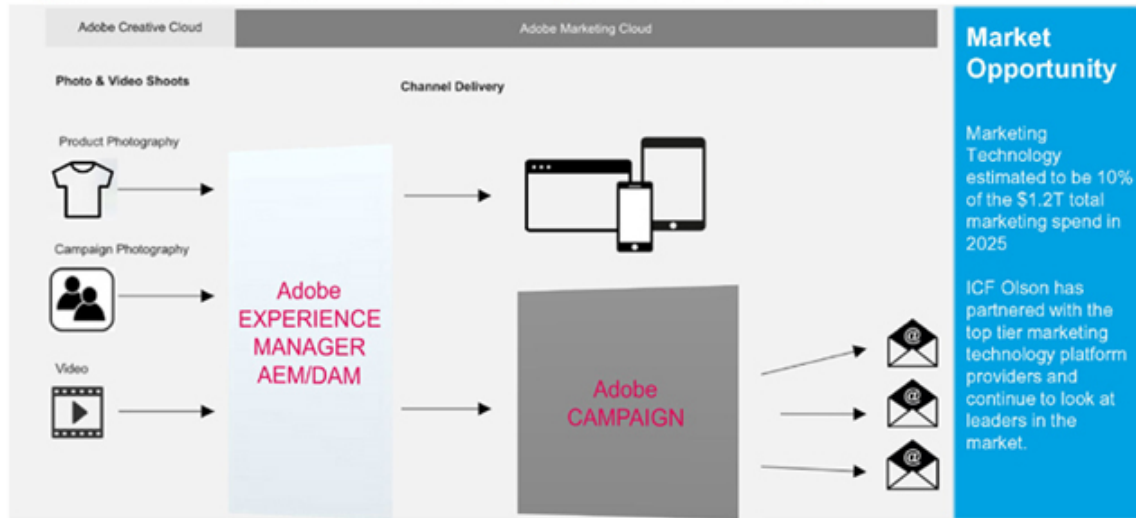 Adobe Creative Cloud
Adobe Marketing Cloud
Photo & Video Shoots
Channel Delivery
Product Photography
Campaign Photography
Video
Adobe
EXPERIENCE
MANAGER
AEM/DAM
Adobe
CAMPAIGN
@
@
@
Market
Opportunity
Marketing
Technology
estimated to be 10%
of the $1.2T total
marketing spend in
2025
ICF Olson has
partnered with the
top tier marketing
technology platform
providers and
continue to look at
leaders in the
market.